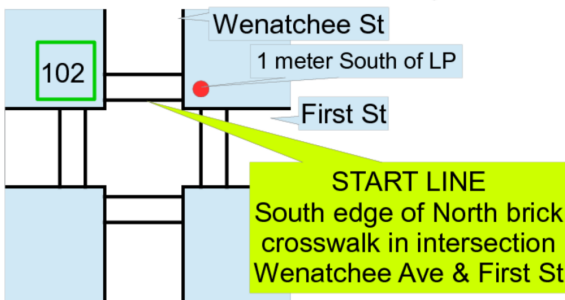 Wenatchee St
102
1 meter South of LP
First St
START LINE
South edge of North brick
crosswalk in intersection
Wenatchee Ave & First St